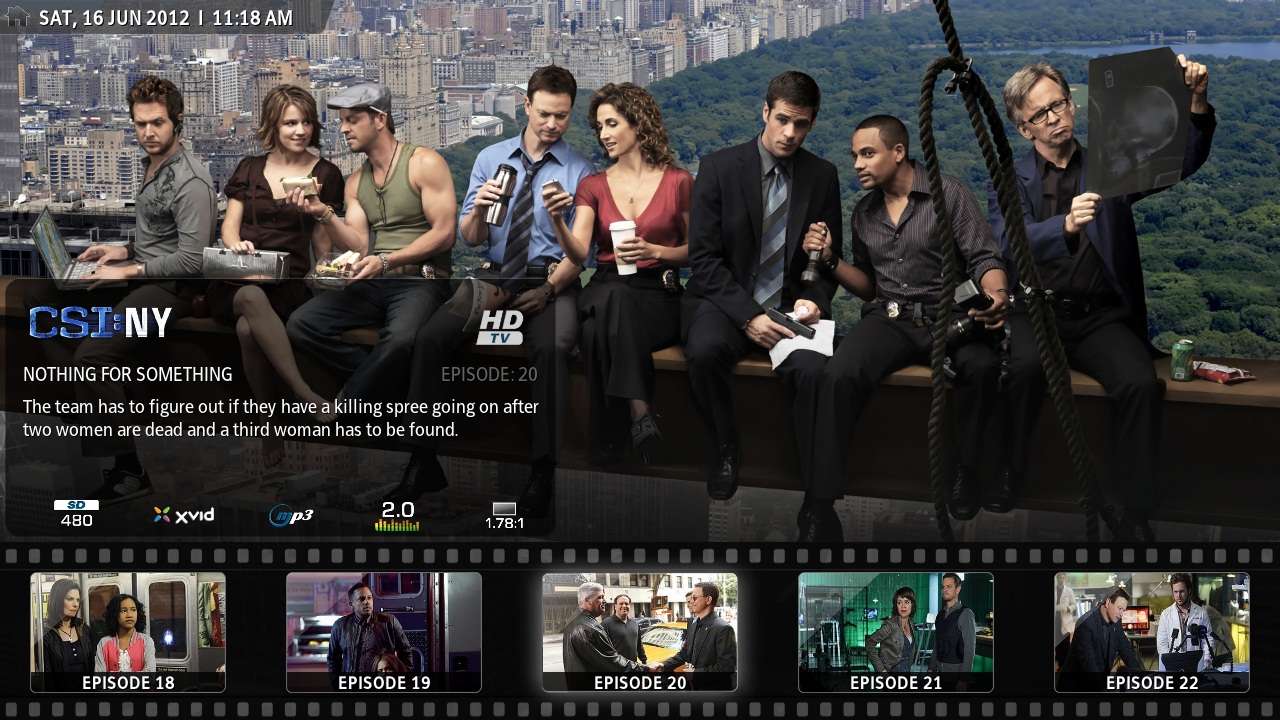 SAT, 16 JUN 2012 | 11:18 AM
CSI:NY
HD
TV
NOTHING FOR SOMETHING
EPISODE: 20
The team has to figure out if they have a killing spree going on after
two women are dead and a third woman has to be found.
SD
480
xvid
mp3
2.0
1.78:1
EPISODE 18
EPISODE 19
EPISODE 20
EPISODE 21
EPISODE 22